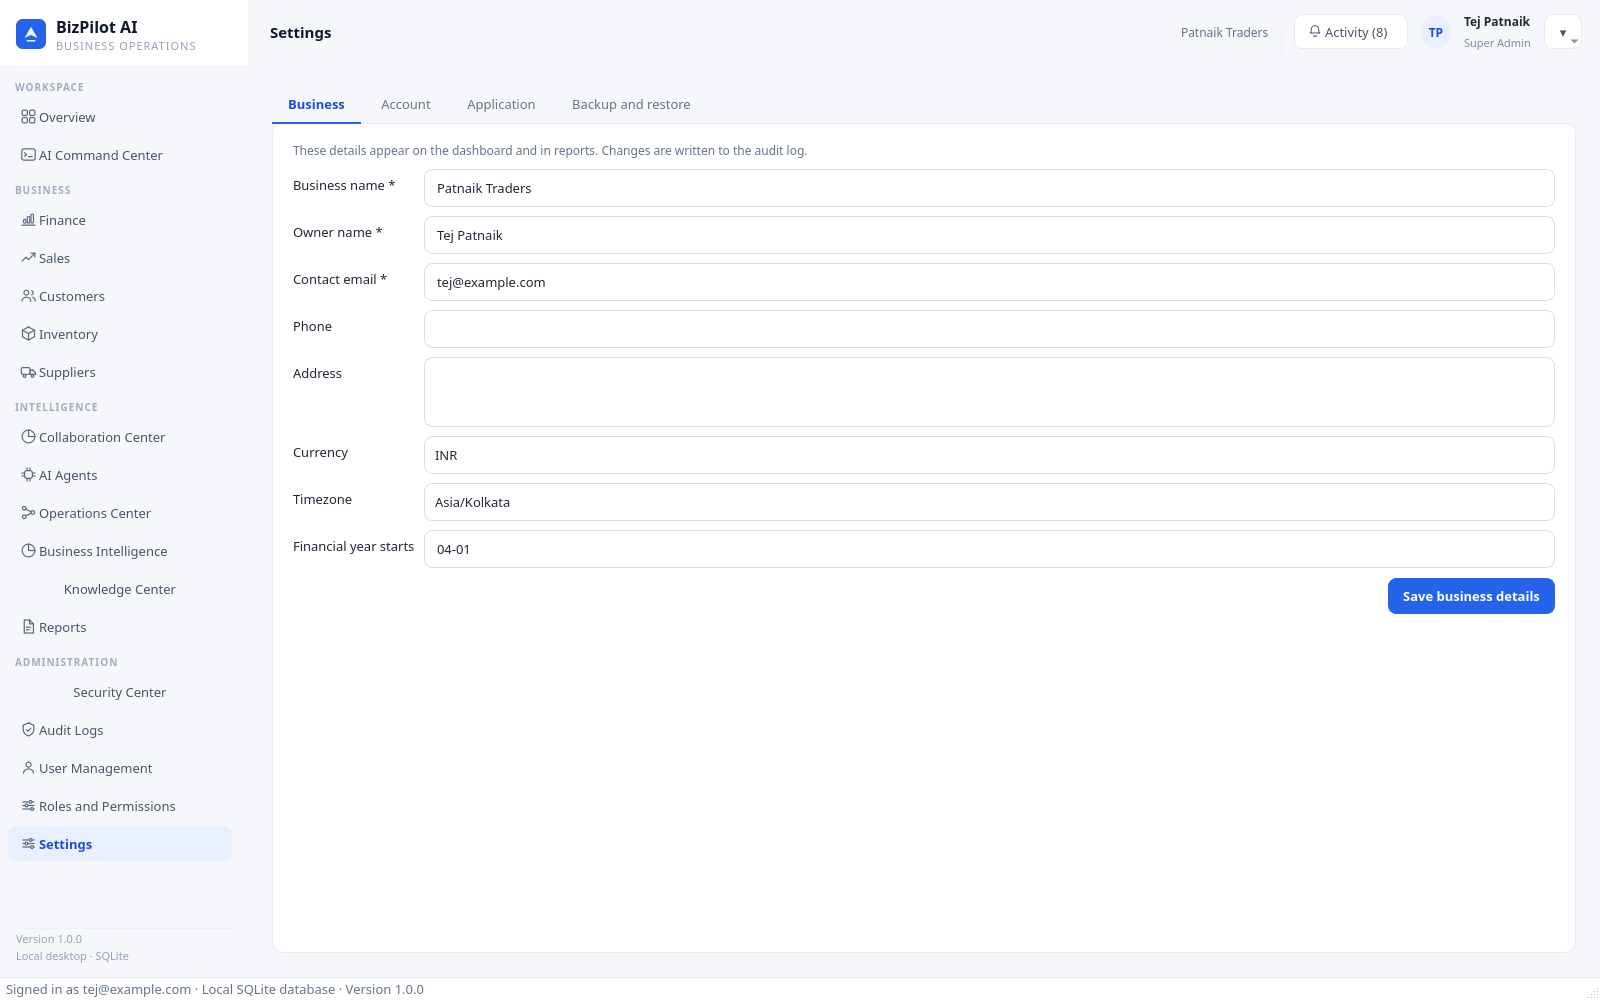 BizPilot AI
BUSINESS OPERATIONS
Settings
Patnaik Traders
Activity (8)
TP
Tej Patnaik
Super Admin
WORKSPACE
Overview
AI Command Center
BUSINESS
Finance
Sales
Customers
Inventory
Suppliers
INTELLIGENCE
Collaboration Center
AI Agents
Operations Center
Business Intelligence
Knowledge Center
Reports
ADMINISTRATION
Security Center
Audit Logs
User Management
Roles and Permissions
Settings
Version 1.0.0
Local desktop · SQLite
Business Account Application Backup and restore
These details appear on the dashboard and in reports. Changes are written to the audit log.
Business name * Patnaik Traders
Owner name * Tej Patnaik
Contact email * tej@example.com
Phone
Address
Currency INR
Timezone Asia/Kolkata
Financial year starts 04-01
Save business details
Signed in as tej@example.com · Local SQLite database · Version 1.0.0